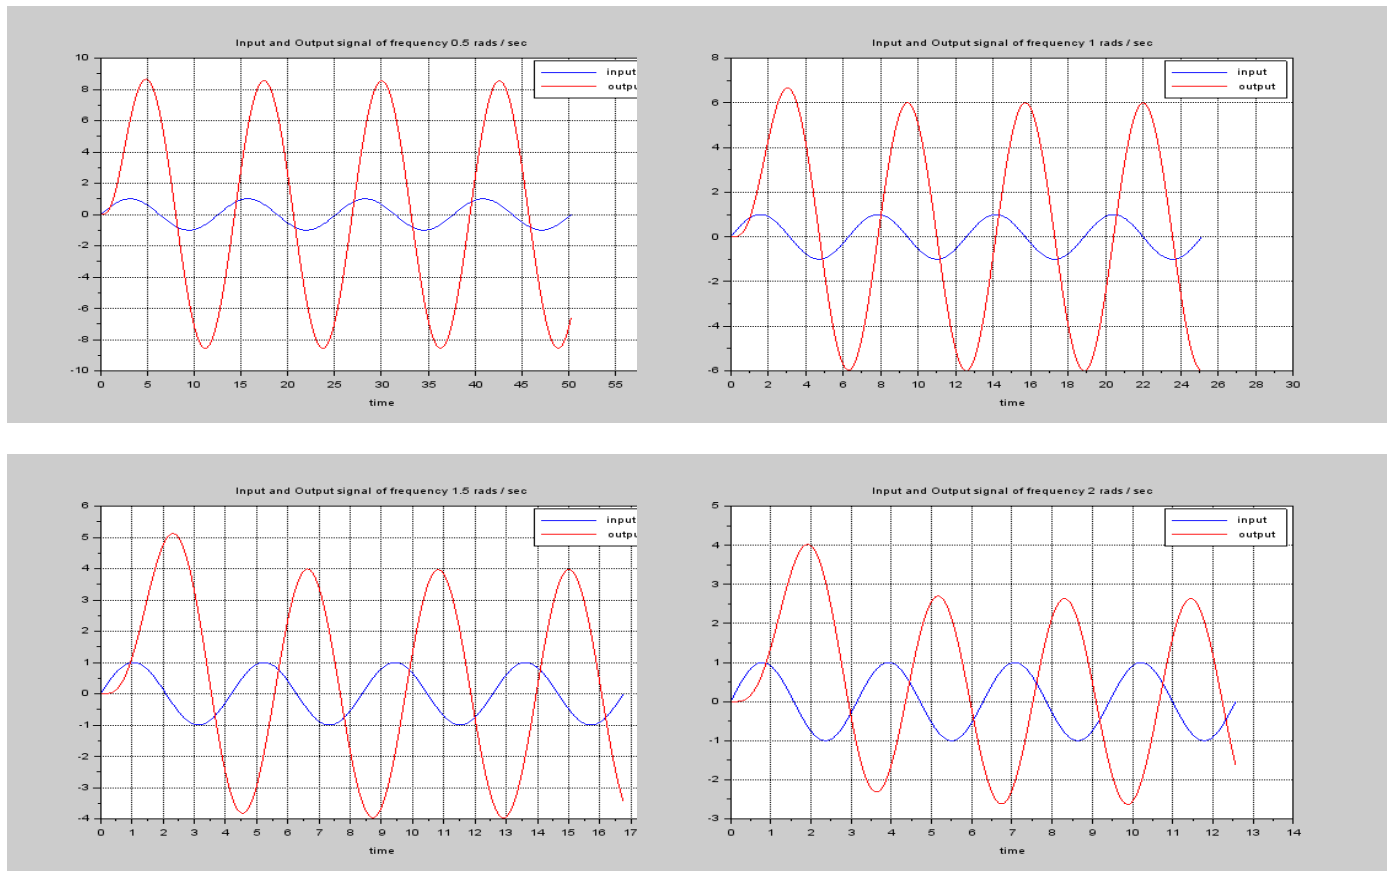 Input and Output signal of frequency 0.5 rads / sec
10
8
6
4
2
0
-2
-4
-6
-8
-10
input
outpu
0 5 10 15 20 25 30 35 40 45 50 55
time
Input and Output signal of frequency 1 rads / sec
8
6
4
2
0
-2
-4
-6
input
output
0 2 4 6 8 10 12 14 16 18 20 22 24 26 28 30
time
Input and Output signal of frequency 1.5 rads / sec
6
5
4
3
2
1
0
-1
-2
-3
-4
input
outpu
0 1 2 3 4 5 6 7 8 9 10 11 12 13 14 15 16 17
time
Input and Output signal of frequency 2 rads / sec
5
4
3
2
1
0
-1
-2
-3
input
output
0 1 2 3 4 5 6 7 8 9 10 11 12 13 14
time